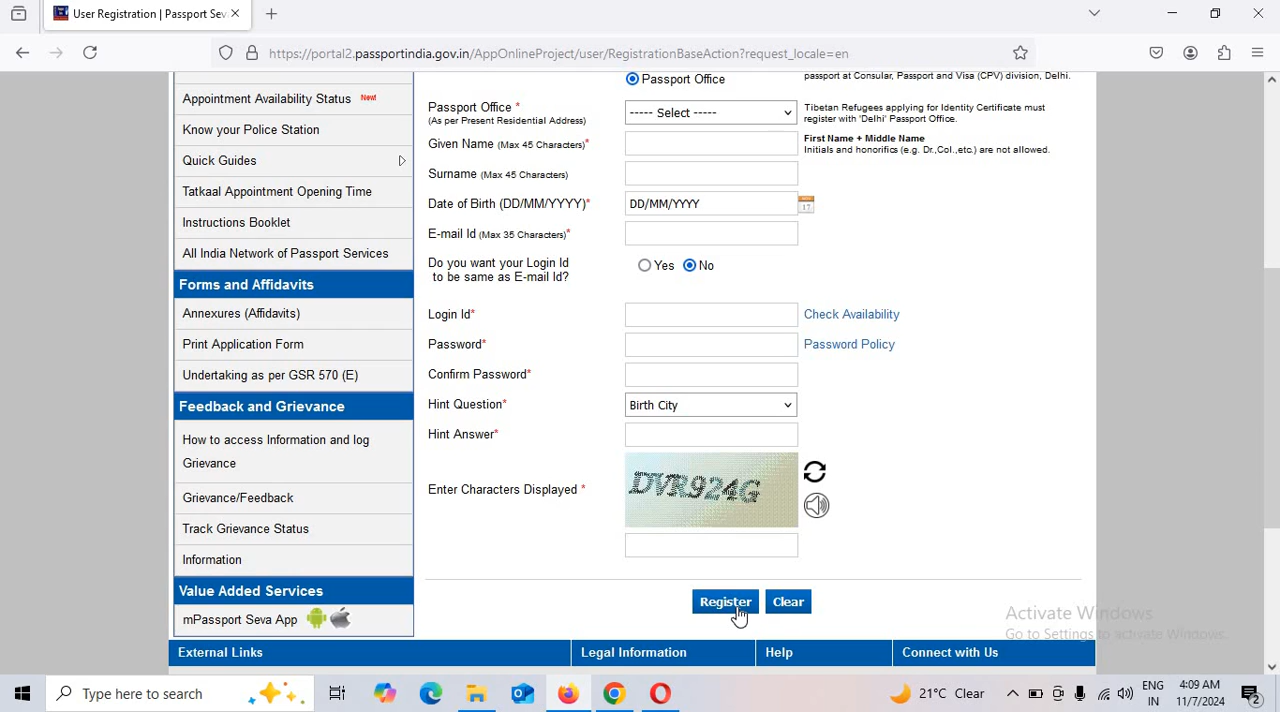 User Registration | Passport Sev
https://portal2.passportindia.gov.in/AppOnlineProject/user/RegistrationBaseAction?request_locale=en
Appointment Availability Status New!
Know your Police Station
Quick Guides
Tatkaal Appointment Opening Time
Instructions Booklet
All India Network of Passport Services
Forms and Affidavits
Annexures (Affidavits)
Print Application Form
Undertaking as per GSR 570 (E)
Feedback and Grievance
How to access Information and log
Grievance
Grievance/Feedback
Track Grievance Status
Information
Value Added Services
mPassport Seva App
Passport Office
passport at Consular, Passport and Visa (CPV) division, Delhi.
Passport Office *
(As per Present Residential Address)
----- Select -----
Tibetan Refugees applying for Identity Certificate must
register with 'Delhi' Passport Office.
Given Name (Max 45 Characters)*
First Name + Middle Name
Initials and honorifics (e.g. Dr.,Col.,etc.) are not allowed.
Surname (Max 45 Characters)
Date of Birth (DD/MM/YYYY)*
DD/MM/YYYY
17
E-mail Id (Max 35 Characters)*
Do you want your Login Id
to be same as E-mail Id?
Yes No
Login Id*
Check Availability
Password*
Password Policy
Confirm Password*
Hint Question*
Birth City
Hint Answer*
Enter Characters Displayed *
DVR924G
Register Clear
Activate Windows
Go to Settings to activate Windows.
External Links Legal Information Help Connect with Us
Type here to search
21°C Clear
ENG
IN
4:09 AM
11/7/2024
2